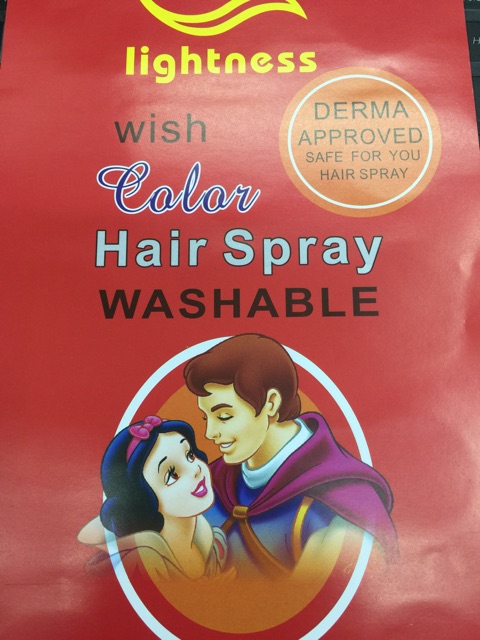 lightness
wish
DERMA
APPROVED
SAFE FOR YOU
HAIR SPRAY
Color
Hair Spray
WASHABLE